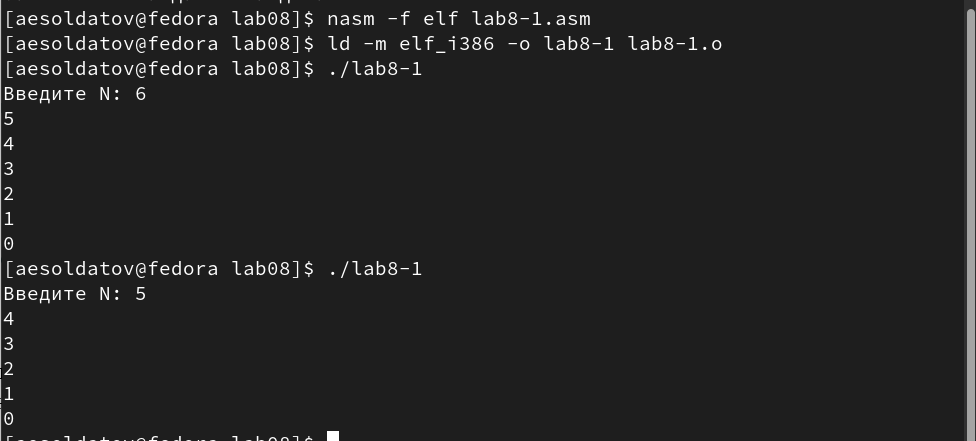 [aesoldatov@fedora lab08]$ nasm -f elf lab8-1.asm
[aesoldatov@fedora lab08]$ ld -m elf_i386 -o lab8-1 lab8-1.o
[aesoldatov@fedora lab08]$ ./lab8-1
Введите N: 6
5
4
3
2
1
0
[aesoldatov@fedora lab08]$ ./lab8-1
Введите N: 5
4
3
2
1
0
[aesoldatov@fedora lab08]$